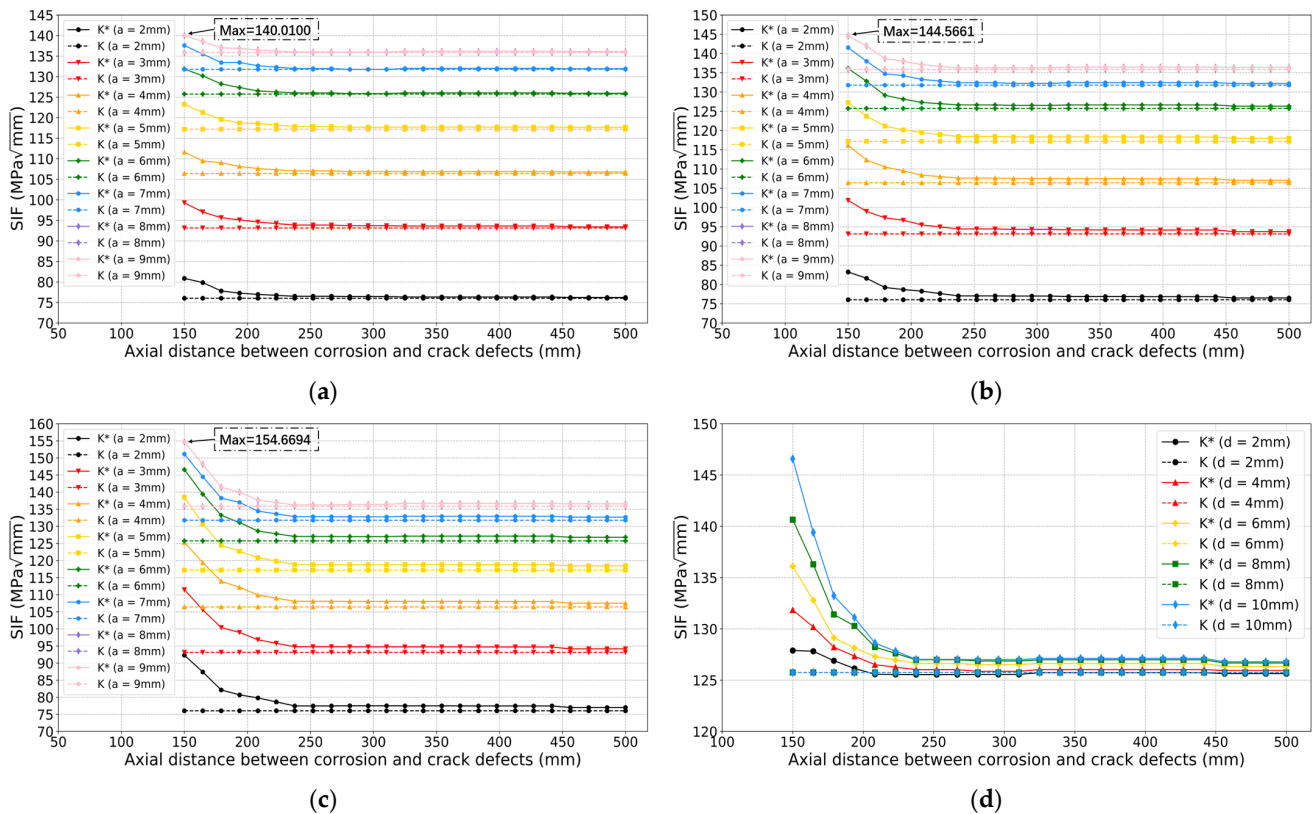 Max=140.0100
K* (a = 2mm)
K (a = 2mm)
K* (a = 3mm)
K (a = 3mm)
K* (a = 4mm)
K (a = 4mm)
K* (a = 5mm)
K (a = 5mm)
K* (a = 6mm)
K (a = 6mm)
K* (a = 7mm)
K (a = 7mm)
K* (a = 8mm)
K (a = 8mm)
K* (a = 9mm)
K (a = 9mm)
SIF (MPa√mm)
140
135
130
125
120
115
110
105
100
95
90
85
80
75
70
50 100 150 200 250 300 350 400 450 500
Axial distance between corrosion and crack defects (mm)
(a)
Max=144.5661
K* (a = 2mm)
K (a = 2mm)
K* (a = 3mm)
K (a = 3mm)
K* (a = 4mm)
K (a = 4mm)
K* (a = 5mm)
K (a = 5mm)
K* (a = 6mm)
K (a = 6mm)
K* (a = 7mm)
K (a = 7mm)
K* (a = 8mm)
K (a = 8mm)
K* (a = 9mm)
K (a = 9mm)
SIF (MPa√mm)
150
145
140
135
130
125
120
115
110
105
100
95
90
85
80
75
70
50 100 150 200 250 300 350 400 450 500
Axial distance between corrosion and crack defects (mm)
(b)
Max=154.6694
K* (a = 2mm)
K (a = 2mm)
K* (a = 3mm)
K (a = 3mm)
K* (a = 4mm)
K (a = 4mm)
K* (a = 5mm)
K (a = 5mm)
K* (a = 6mm)
K (a = 6mm)
K* (a = 7mm)
K (a = 7mm)
K* (a = 8mm)
K (a = 8mm)
K* (a = 9mm)
K (a = 9mm)
SIF (MPa√mm)
160
155
150
145
140
135
130
125
120
115
110
105
100
95
90
85
80
75
70
50 100 150 200 250 300 350 400 450 500
Axial distance between corrosion and crack defects (mm)
(c)
K* (d = 2mm)
K (d = 2mm)
K* (d = 4mm)
K (d = 4mm)
K* (d = 6mm)
K (d = 6mm)
K* (d = 8mm)
K (d = 8mm)
K* (d = 10mm)
K (d = 10mm)
SIF (MPa√mm)
150
145
140
135
130
125
120
100 150 200 250 300 350 400 450 500
Axial distance between corrosion and crack defects (mm)
(d)